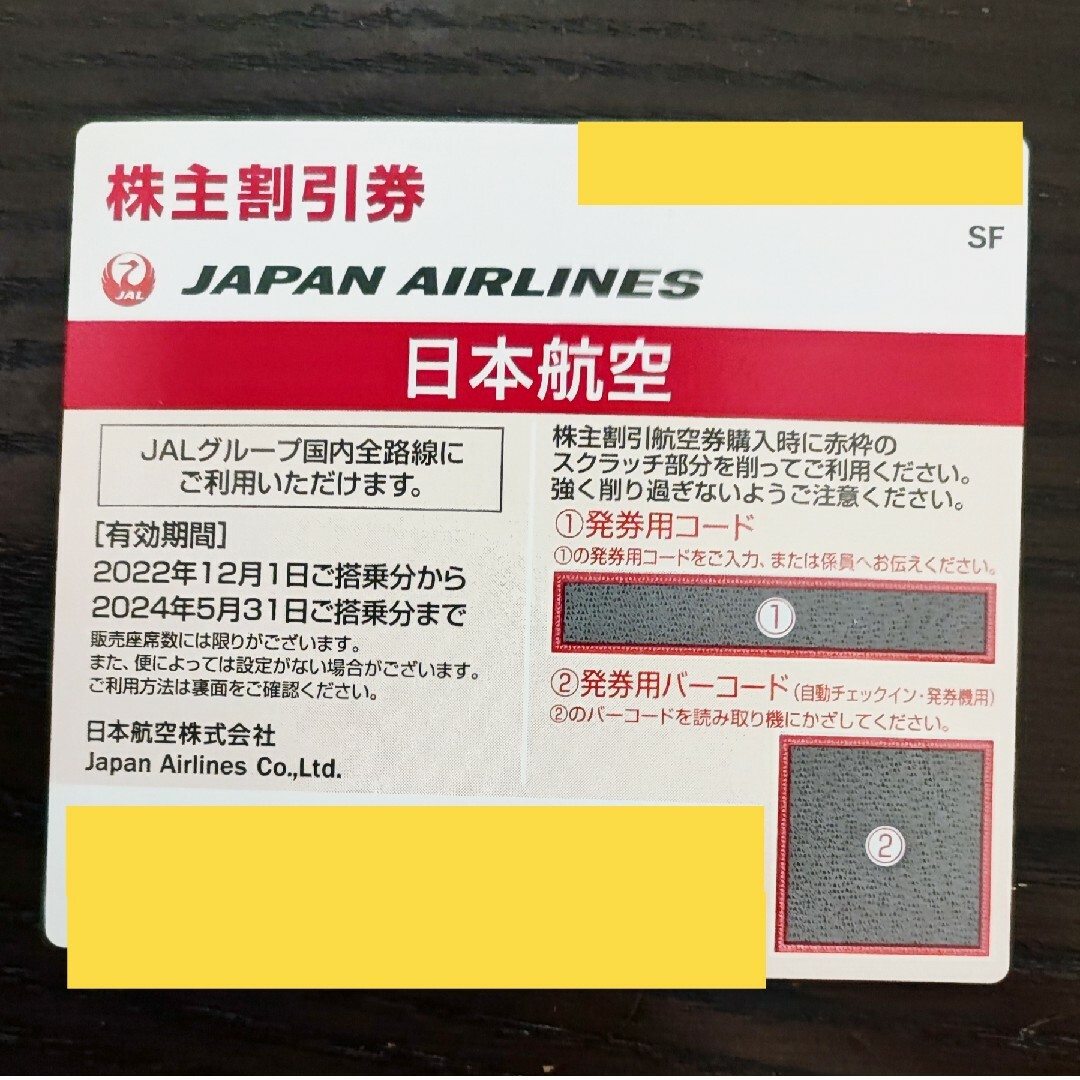 株主割引券
SF
JAL
JAPAN AIRLINES
日本航空
JALグループ国内全路線に
ご利用いただけます。
[有効期間]
2022年12月1日ご搭乗分から
2024年5月31日ご搭乗分まで
販売座席数には限りがございます。
また、便によっては設定がない場合がございます。
ご利用方法は裏面をご確認ください。
日本航空株式会社
Japan Airlines Co.,Ltd.
株主割引航空券購入時に赤枠の
スクラッチ部分を削ってご利用ください。
強く削り過ぎないようご注意ください。
①発券用コード
①の発券用コードをご入力、または係員へお伝えください。
①
②発券用バーコード(自動チェックイン・発券機用)
②のバーコードを読み取り機にかざしてください。
②